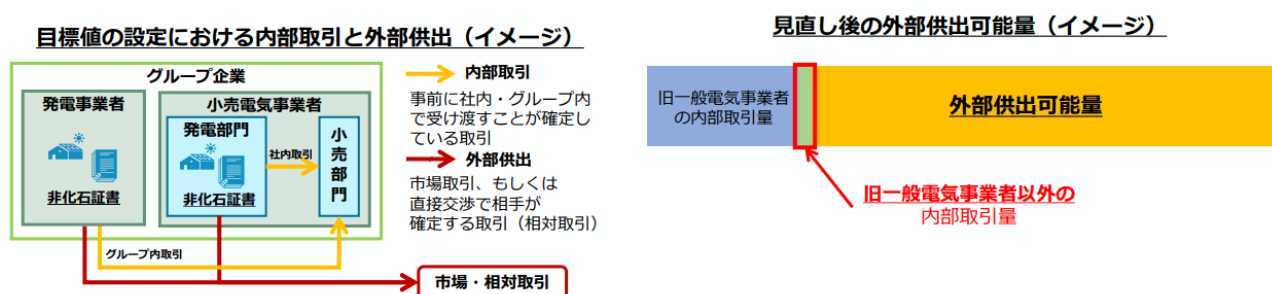 目標値の設定における内部取引と外部供出（イメージ）
グループ企業
発電事業者
非化石証書
小売電気事業者
発電部門
非化石証書
社内取引
小売部門
グループ内取引
市場・相対取引
内部取引
事前に社内・グループ内
で受け渡すことが確定し
ている取引
外部供出
市場取引、もしくは
直接交渉で相手が
確定する取引（相対取引）
見直し後の外部供出可能量（イメージ）
旧一般電気事業者
の内部取引量
外部供出可能量
旧一般電気事業者以外の
内部取引量